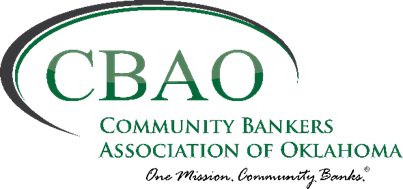 CBAO
COMMUNITY BANKERS
ASSOCIATION OF OKLAHOMA
One Mission. Community Banks.®